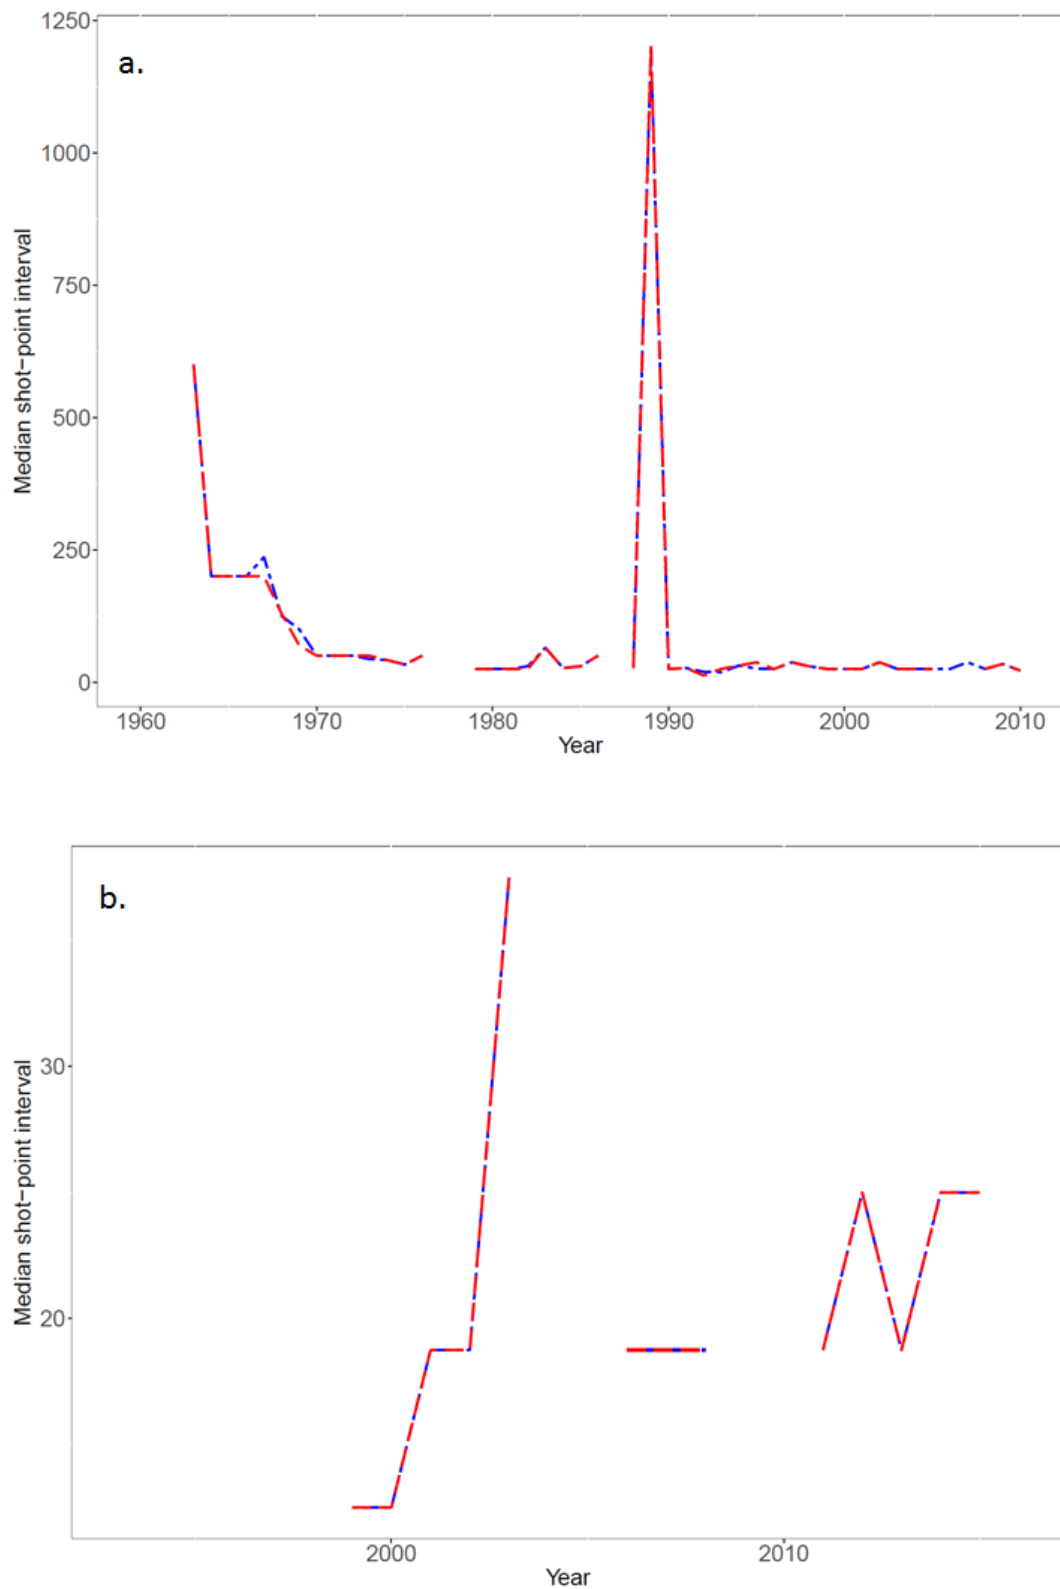 a.
1250
1000
750
500
250
0
Median shot-point interval
1960 1970 1980 1990 2000 2010
Year
b.
30
20
Median shot-point interval
2000 2010
Year